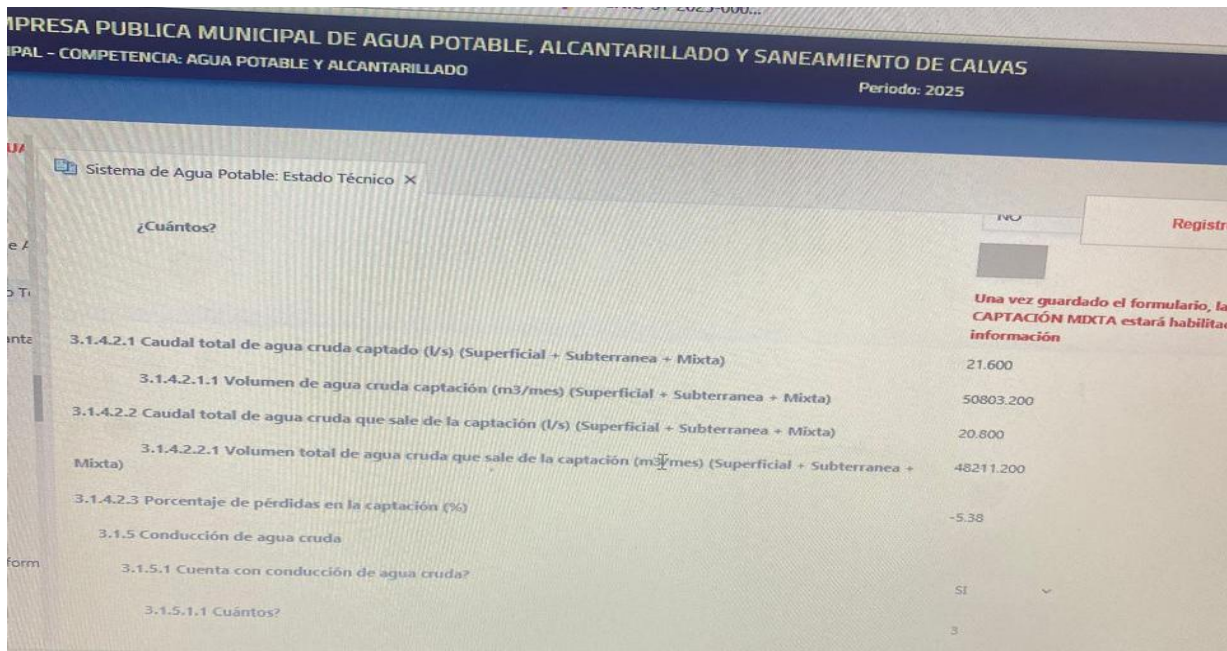 MPRESA PUBLICA MUNICIPAL DE AGUA POTABLE, ALCANTARILLADO Y SANEAMIENTO DE CALVAS
IPAL - COMPETENCIA: AGUA POTABLE Y ALCANTARILLADO
Periodo: 2025
Sistema de Agua Potable: Estado Técnico ×
NO
Registr
¿Cuántos?
Una vez guardado el formulario, la
CAPTACIÓN MIXTA estará habilitad
información
3.1.4.2.1 Caudal total de agua cruda captado (l/s) (Superficial + Subterranea + Mixta) 21.600
3.1.4.2.1.1 Volumen de agua cruda captación (m3/mes) (Superficial + Subterranea + Mixta) 50803.200
3.1.4.2.2 Caudal total de agua cruda que sale de la captación (l/s) (Superficial + Subterranea + Mixta) 20.800
3.1.4.2.2.1 Volumen total de agua cruda que sale de la captación (m3/mes) (Superficial + Subterranea + 48211.200
Mixta)
3.1.4.2.3 Porcentaje de pérdidas en la captación (%) -5.38
3.1.5 Conducción de agua cruda
form
3.1.5.1 Cuenta con conducción de agua cruda? SI
3.1.5.1.1 Cuántos? 3